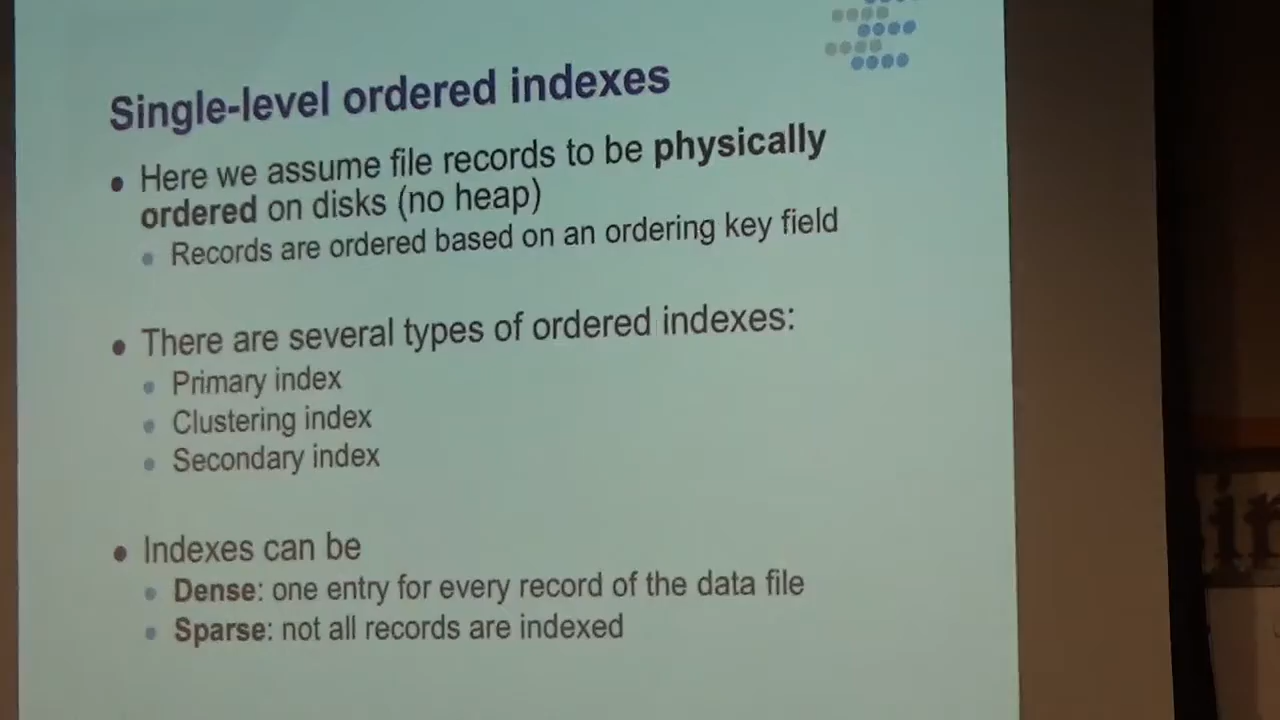 Single-level ordered indexes
• Here we assume file records to be physically
ordered on disks (no heap)
• Records are ordered based on an ordering key field
• There are several types of ordered indexes:
• Primary index
• Clustering index
• Secondary index
• Indexes can be
• Dense: one entry for every record of the data file
• Sparse: not all records are indexed